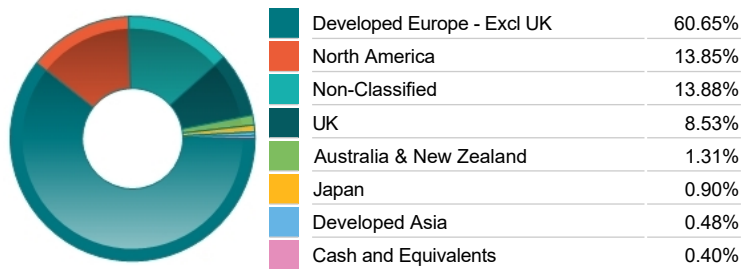 Developed Europe - Excl UK 60.65%
North America 13.85%
Non-Classified 13.88%
UK 8.53%
Australia & New Zealand 1.31%
Japan 0.90%
Developed Asia 0.48%
Cash and Equivalents 0.40%